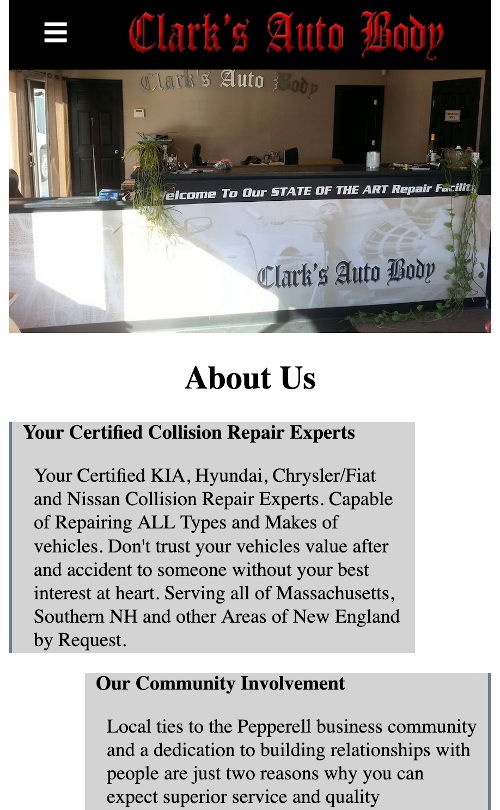 Clark's Auto Body
Clark's Auto Body
Welcome To Our STATE OF THE ART Repair Facility
Clark's Auto Body
About Us
Your Certified Collision Repair Experts
Your Certified KIA, Hyundai, Chrysler/Fiat
and Nissan Collision Repair Experts. Capable
of Repairing ALL Types and Makes of
vehicles. Don't trust your vehicles value after
and accident to someone without your best
interest at heart. Serving all of Massachusetts,
Southern NH and other Areas of New England
by Request.
Our Community Involvement
Local ties to the Pepperell business community
and a dedication to building relationships with
people are just two reasons why you can
expect superior service and quality